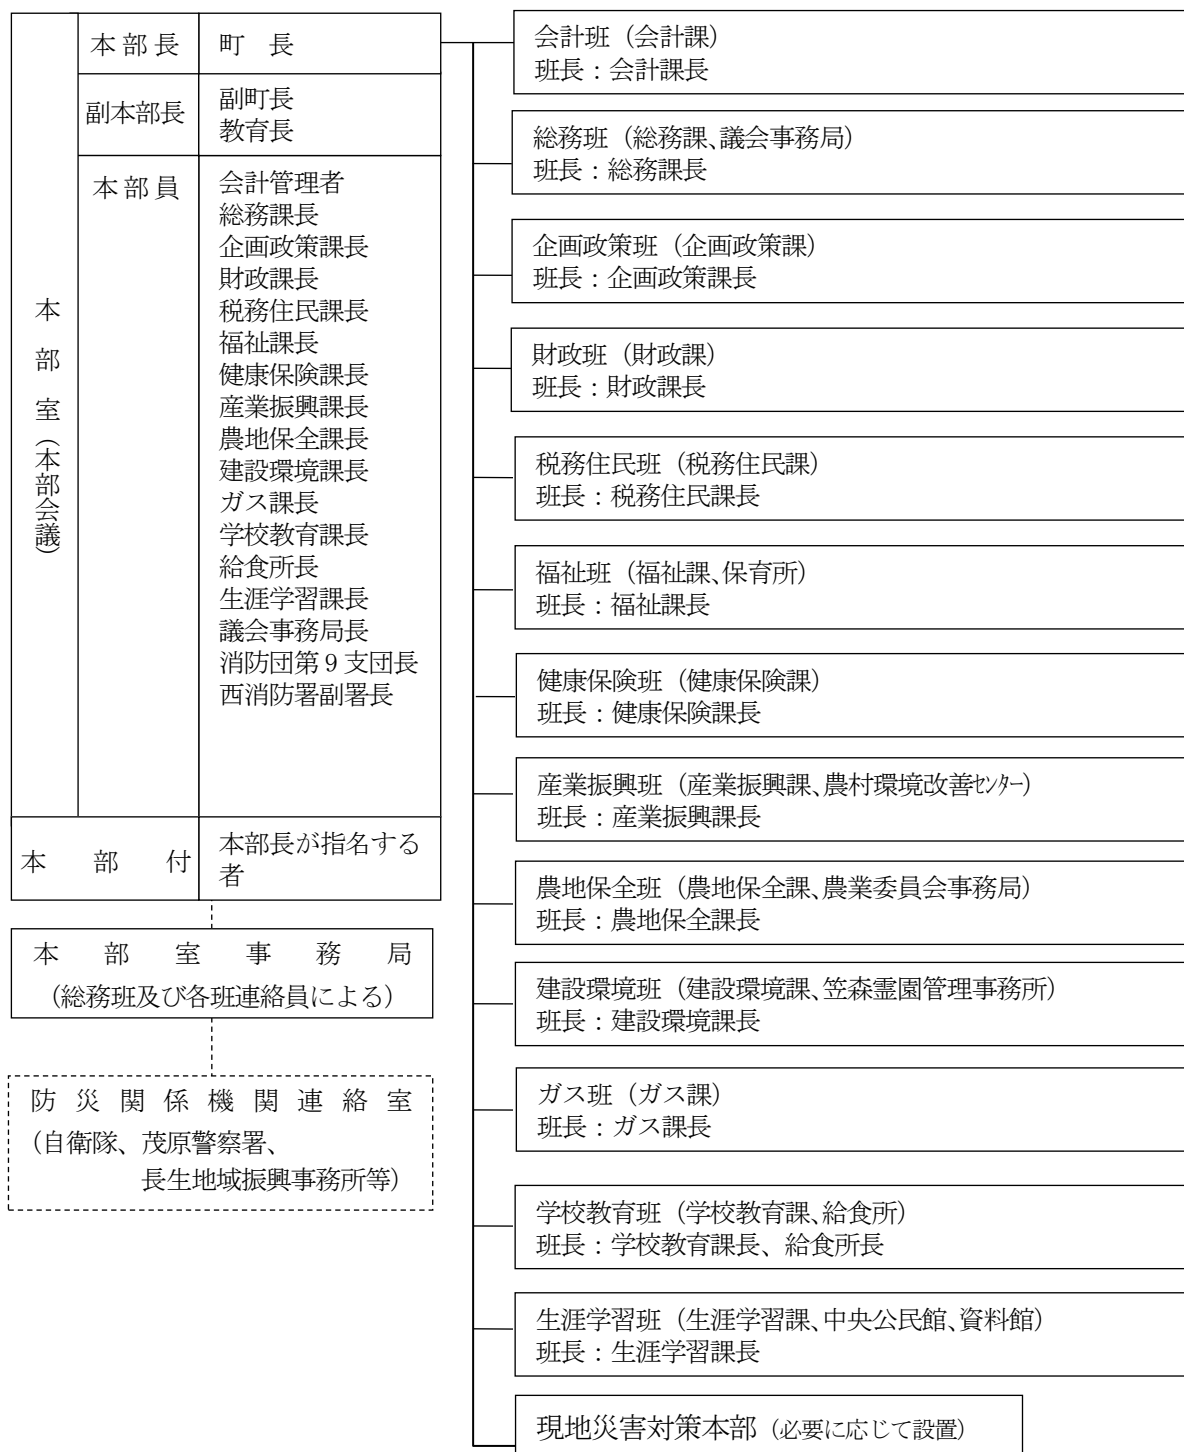 本部室（本部会議）
本部長
町　長
副本部長
副町長
教育長
本部員
会計管理者
総務課長
企画政策課長
財政課長
税務住民課長
福祉課長
健康保険課長
産業振興課長
農地保全課長
建設環境課長
ガス課長
学校教育課長
給食所長
生涯学習課長
議会事務局長
消防団第９支団長
西消防署副署長
本部付
本部長が指名する
者
本部室事務局
（総務班及び各班連絡員による）
防災関係機関連絡室
（自衛隊、茂原警察署、
長生地域振興事務所等）
会計班（会計課）
班長：会計課長
総務班（総務課、議会事務局）
班長：総務課長
企画政策班（企画政策課）
班長：企画政策課長
財政班（財政課）
班長：財政課長
税務住民班（税務住民課）
班長：税務住民課長
福祉班（福祉課、保育所）
班長：福祉課長
健康保険班（健康保険課）
班長：健康保険課長
産業振興班（産業振興課、農村環境改善ｾﾝﾀｰ）
班長：産業振興課長
農地保全班（農地保全課、農業委員会事務局）
班長：農地保全課長
建設環境班（建設環境課、笠森霊園管理事務所）
班長：建設環境課長
ガス班（ガス課）
班長：ガス課長
学校教育班（学校教育課、給食所）
班長：学校教育課長、給食所長
生涯学習班（生涯学習課、中央公民館、資料館）
班長：生涯学習課長
現地災害対策本部（必要に応じて設置）